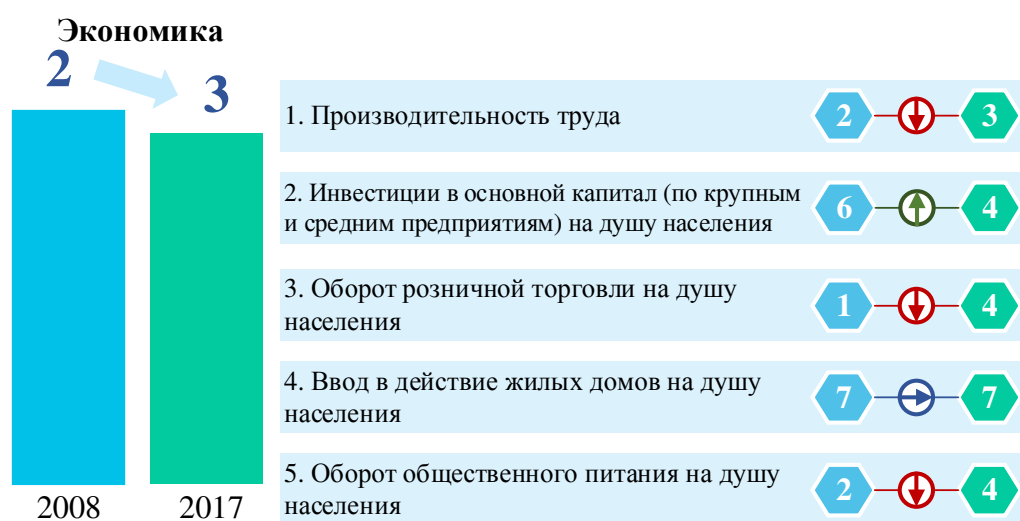 Экономика
2
3
2008
2017
1. Производительность труда
2
3
2. Инвестиции в основной капитал (по крупным
и средним предприятиям) на душу населения
6
4
3. Оборот розничной торговли на душу
населения
1
4
4. Ввод в действие жилых домов на душу
населения
7
7
5. Оборот общественного питания на душу
населения
2
4